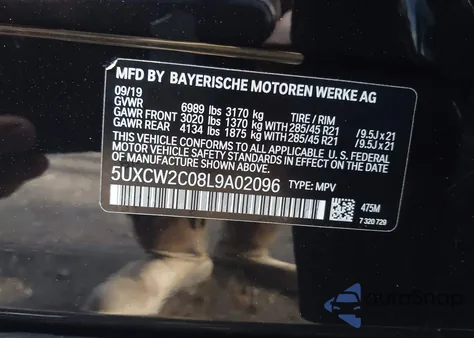 MFD BY BAYERISCHE MOTOREN WERKE AG
09/19
GVWR 6989 lbs 3170 kg TIRE / RIM
GAWR FRONT 3020 lbs 1370 kg WITH 285/45 R21 /9.5J x 21
GAWR REAR 4134 lbs 1875 kg WITH 285/45 R21 /9.5J x 21
THIS VEHICLE CONFORMS TO ALL APPLICABLE U. S. FEDERAL
MOTOR VEHICLE SAFETY STANDARDS IN EFFECT ON THE
DATE OF MANUFACTURE SHOWN ABOVE.
5UXCW2C08L9A02096 TYPE: MPV
475M
7 320 729
AutoSnap